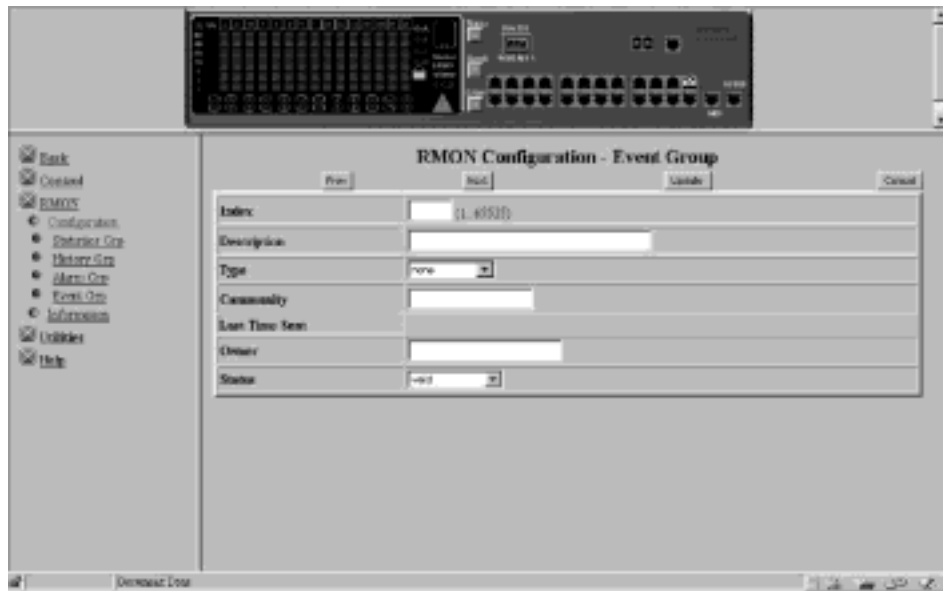 Back
Control
RMON
Configuration
Statistics Grp
History Grp
Alarm Grp
Event Grp
Information
Utilities
Help
RMON Configuration - Event Group
Prev
Next
Update
Cancel
Index
(1..65535)
Description
Type
none
Community
Last Time Sent
Owner
Status
valid
Document: Done